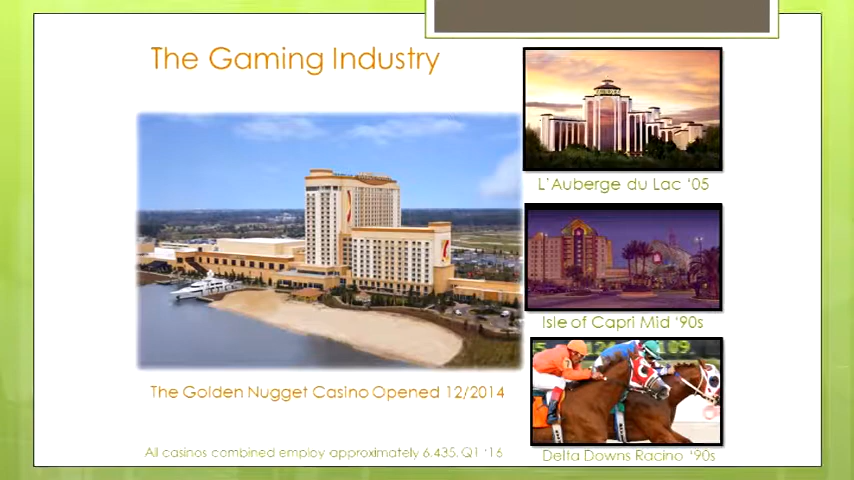 The Gaming Industry
L'Auberge du Lac '05
Isle of Capri Mid '90s
The Golden Nugget Casino Opened 12/2014
All casinos combined employ approximately 6,435. Q1 '16
Delta Downs Racino '90s